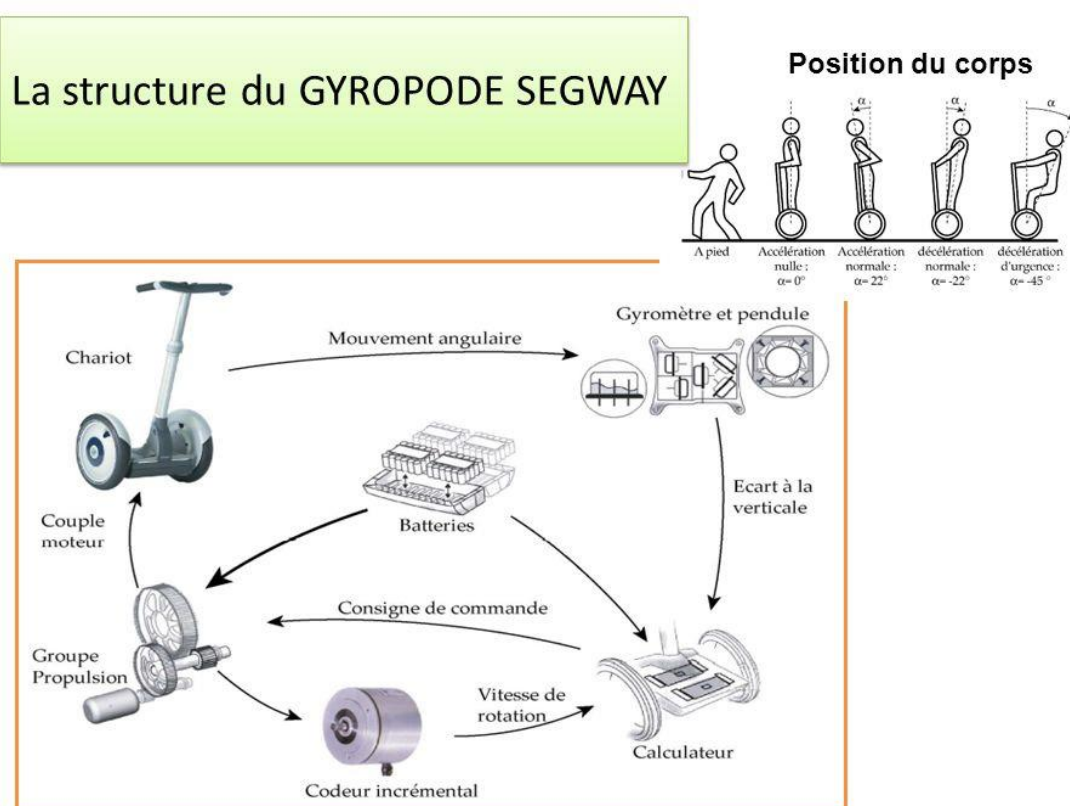 La structure du GYROPODE SEGWAY
Position du corps
α
α
α
A pied
Accélération
nulle :
α= 0°
Accélération
normale :
α= 22°
décélération
normale :
α= -22°
décélération
d'urgence :
α= -45 °
Chariot
Mouvement angulaire
Gyromètre et pendule
Ecart à la
verticale
Batteries
Couple
moteur
Consigne de commande
Groupe
Propulsion
Vitesse de
rotation
Calculateur
Codeur incrémental